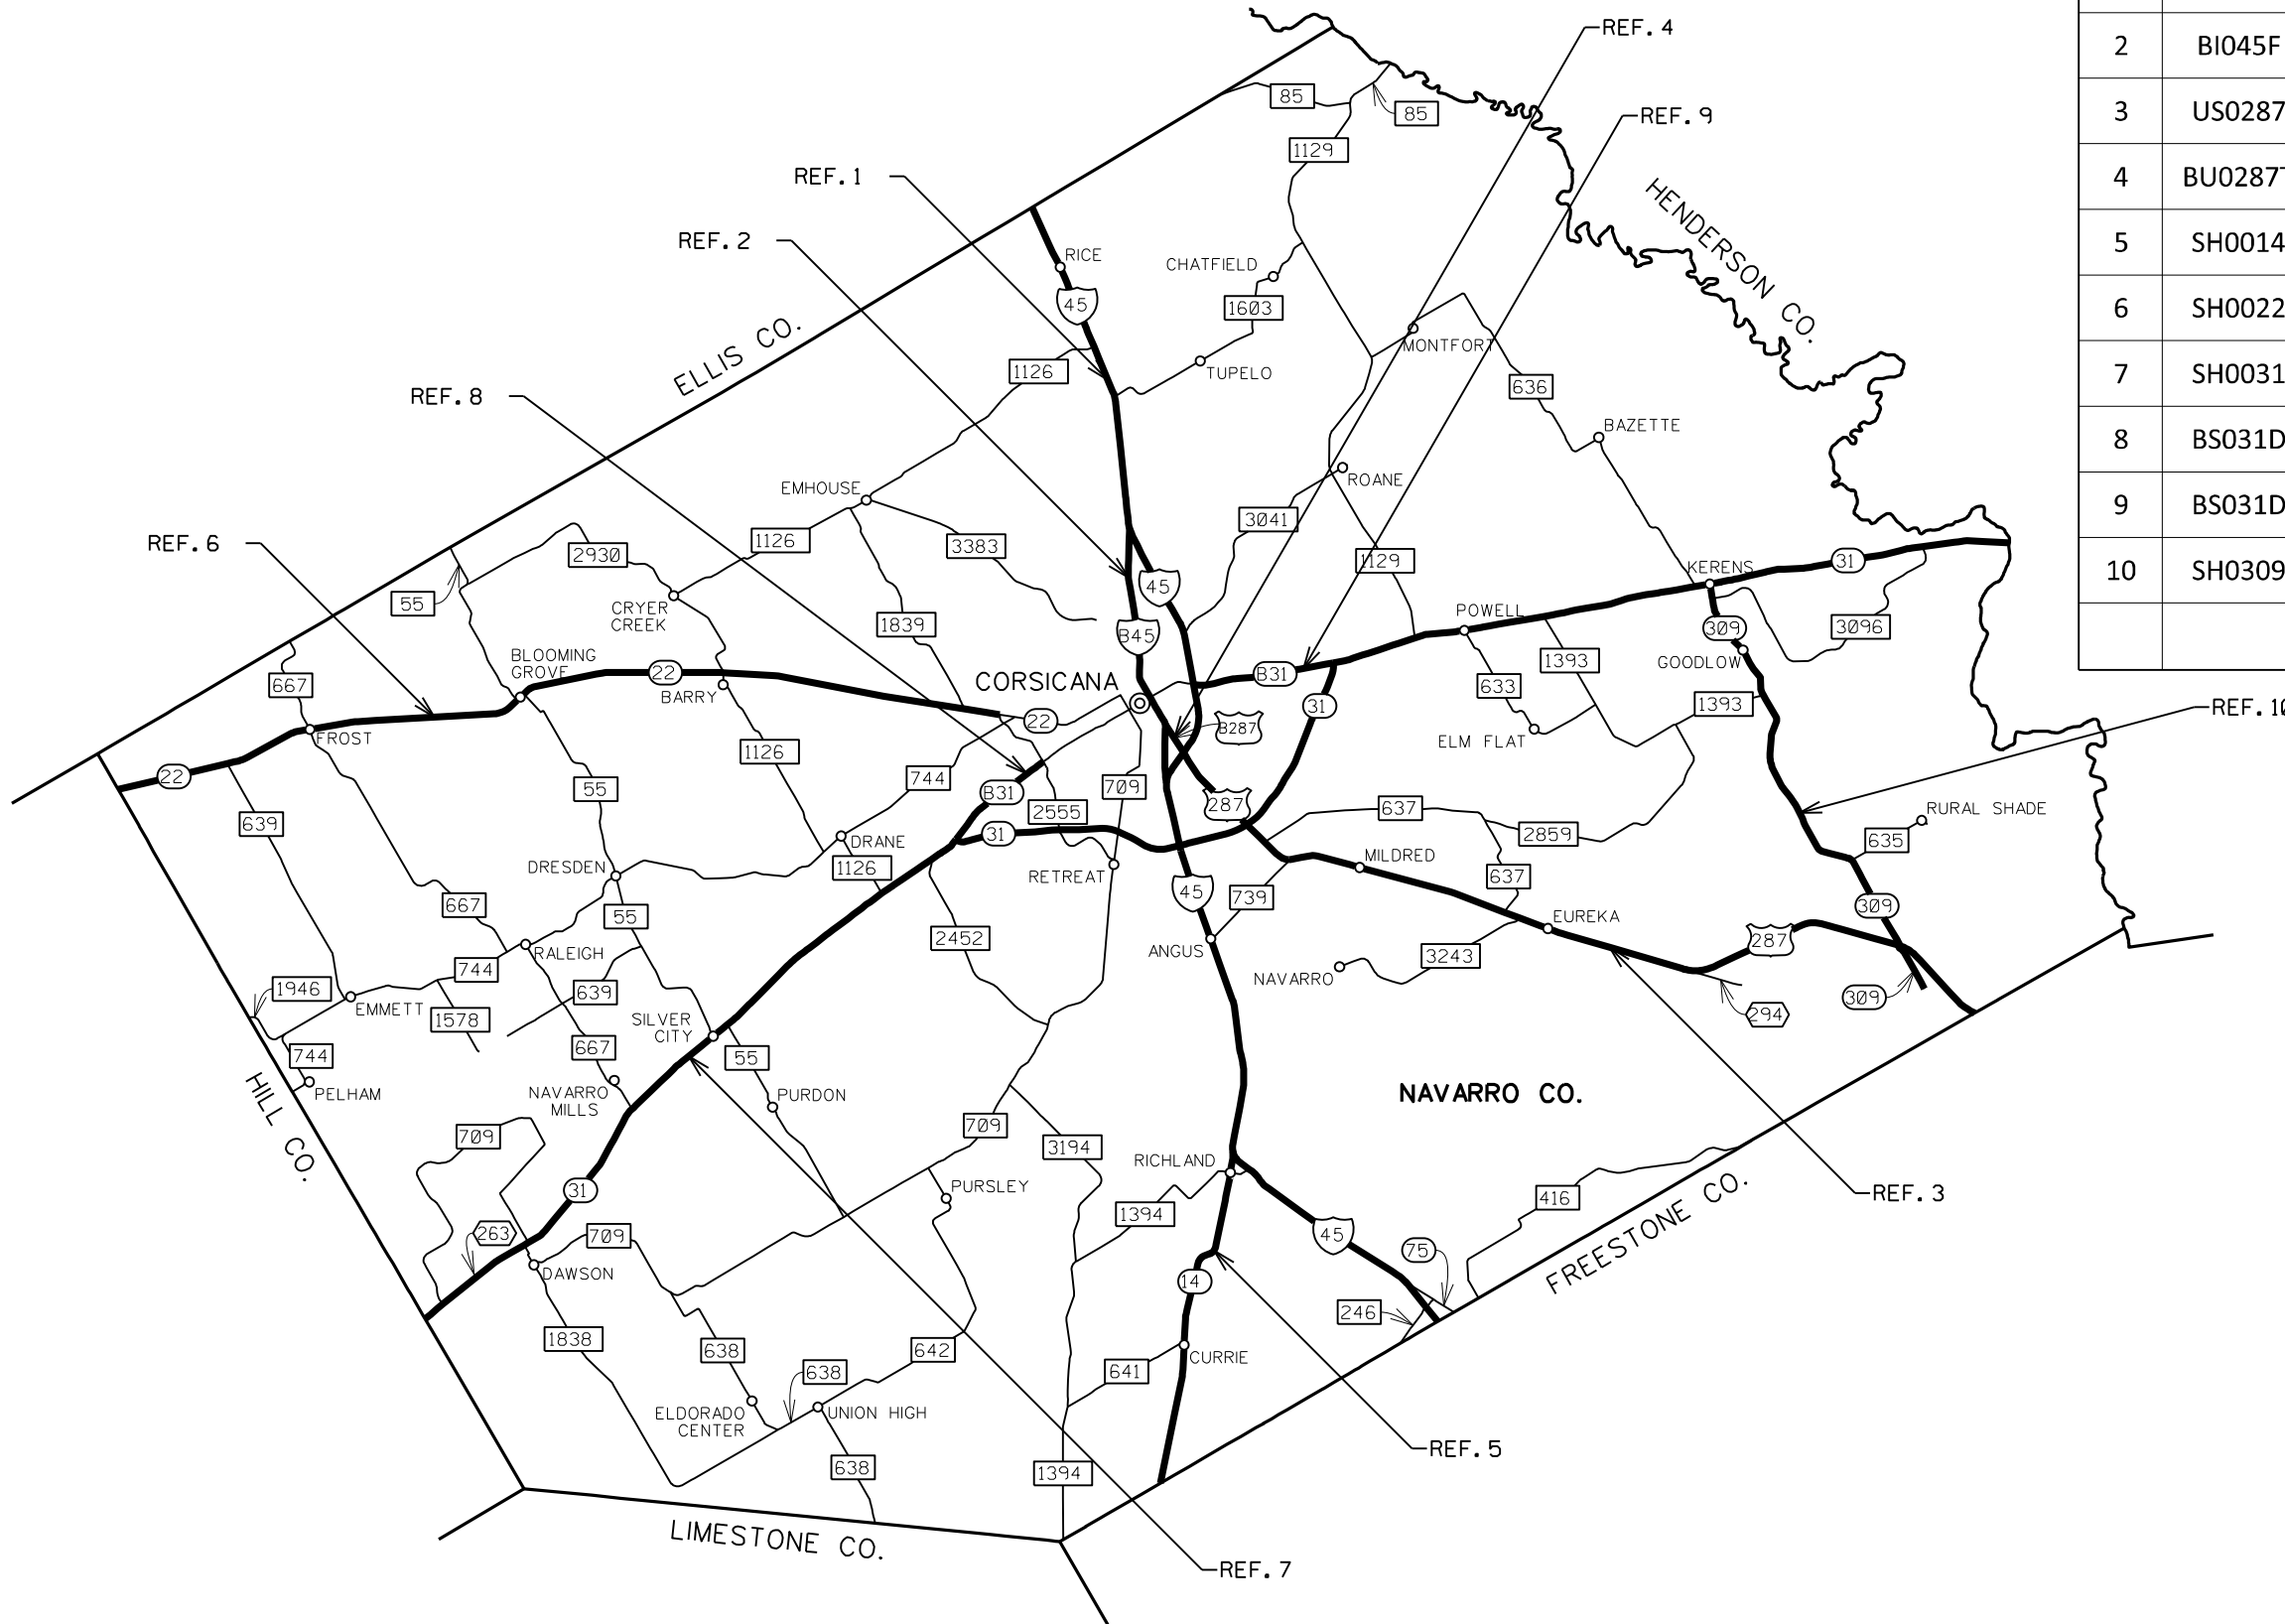 REF. 4
2 BI045F
85
REF. 9
3 US0287
85
1129
REF. 1
4 BU0287T
HENDERSON CO.
REF. 2
5 SH0014
RICE
CHATFIELD
45
1603
6 SH0022
ELLIS CO.
MONTFORT
1126
TUPELO
7 SH0031
636
REF. 8
BAZETTE
8 BS031D
EMHOUSE
ROANE
9 BS031D
3041
1126
3383
REF. 6
2930
1129
KERENS
31
10 SH0309
45
55
CRYER
CREEK
1839
B45
POWELL
309
3096
BLOOMING
GROVE
GOODLOW
1393
22
CORSICANA
B31
667
BARRY
633
1393
31
REF. 10
22
B287
FROST
ELM FLAT
1126
22
744
709
55
B31
287
637
RURAL SHADE
2555
639
31
2859
635
DRANE
DRESDEN
1126
RETREAT
MILDRED
637
45
739
667
309
55
EUREKA
2452
287
RALEIGH
ANGUS
3243
744
NAVARRO
1946
639
309
EMMETT
1578
SILVER
CITY
294
667
744
55
PELHAM
NAVARRO
MILLS
PURDON
NAVARRO CO.
HILL CO.
709
709
3194
RICHLAND
PURSLEY
31
REF. 3
416
1394
263
709
45
75
FREESTONE CO.
DAWSON
14
246
1838
638
642
CURRIE
638
641
ELDORADO
CENTER
UNION HIGH
REF. 5
638
1394
LIMESTONE CO.
REF. 7